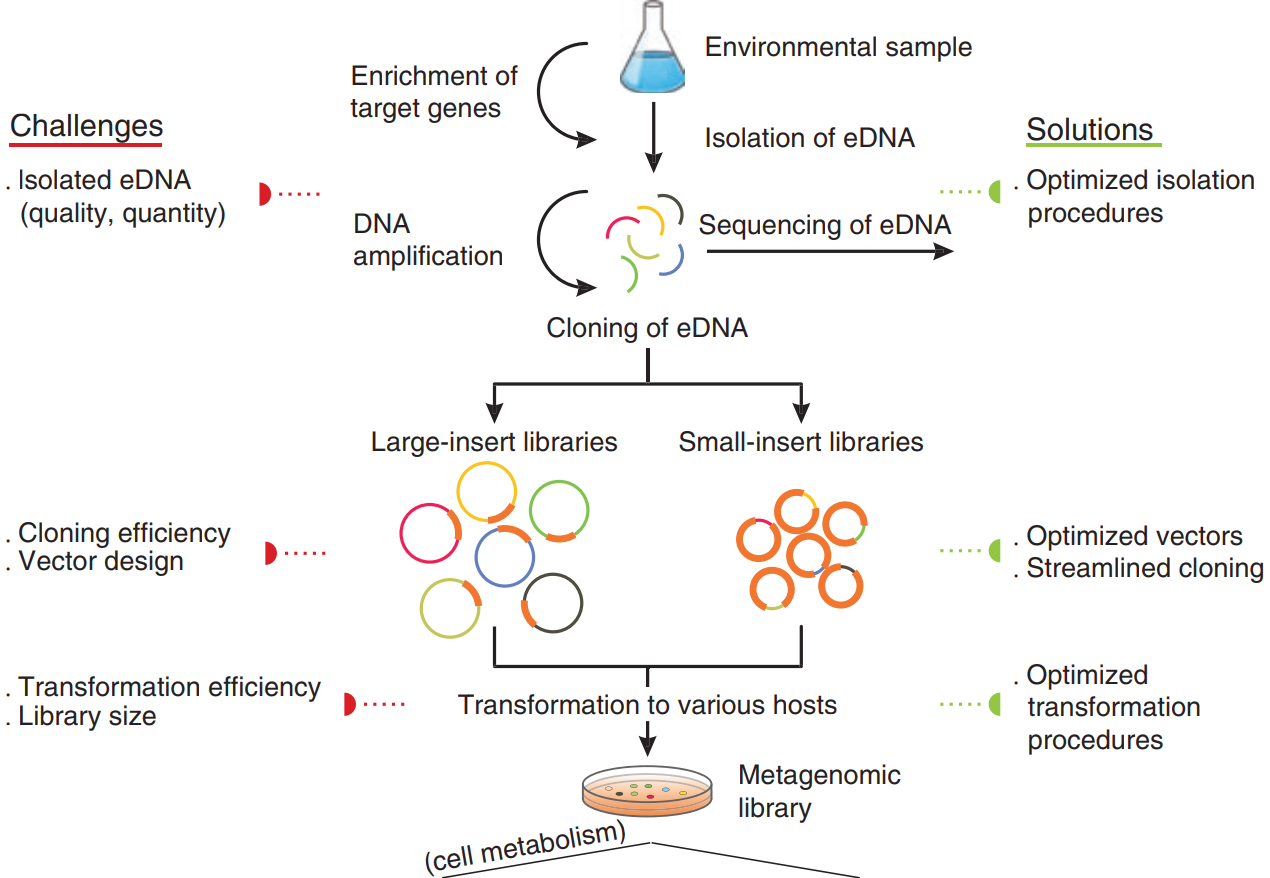 Environmental sample
Enrichment of
target genes
Challenges
Isolation of eDNA
Solutions
. Isolated eDNA
(quality, quantity)
. Optimized isolation
procedures
DNA
amplification
Sequencing of eDNA
Cloning of eDNA
Large-insert libraries
Small-insert libraries
. Cloning efficiency
. Vector design
. Optimized vectors
. Streamlined cloning
. Transformation efficiency
. Library size
Transformation to various hosts
. Optimized
transformation
procedures
Metagenomic
library
(cell metabolism)